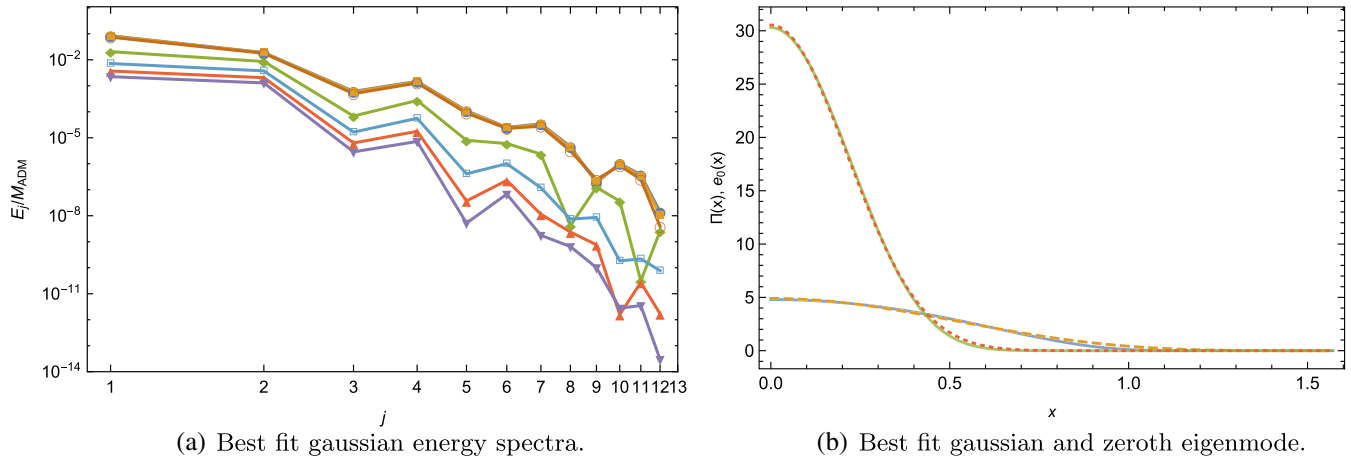 10⁻²
10⁻⁵
10⁻⁸
10⁻¹¹
10⁻¹⁴
E_j/M_ADM
1 2 3 4 5 6 7 8 9 10 11 12 13
j
(a) Best fit gaussian energy spectra.
30
25
20
15
10
5
0
Π(x), e₀(x)
0.0 0.5 1.0 1.5
x
(b) Best fit gaussian and zeroth eigenmode.